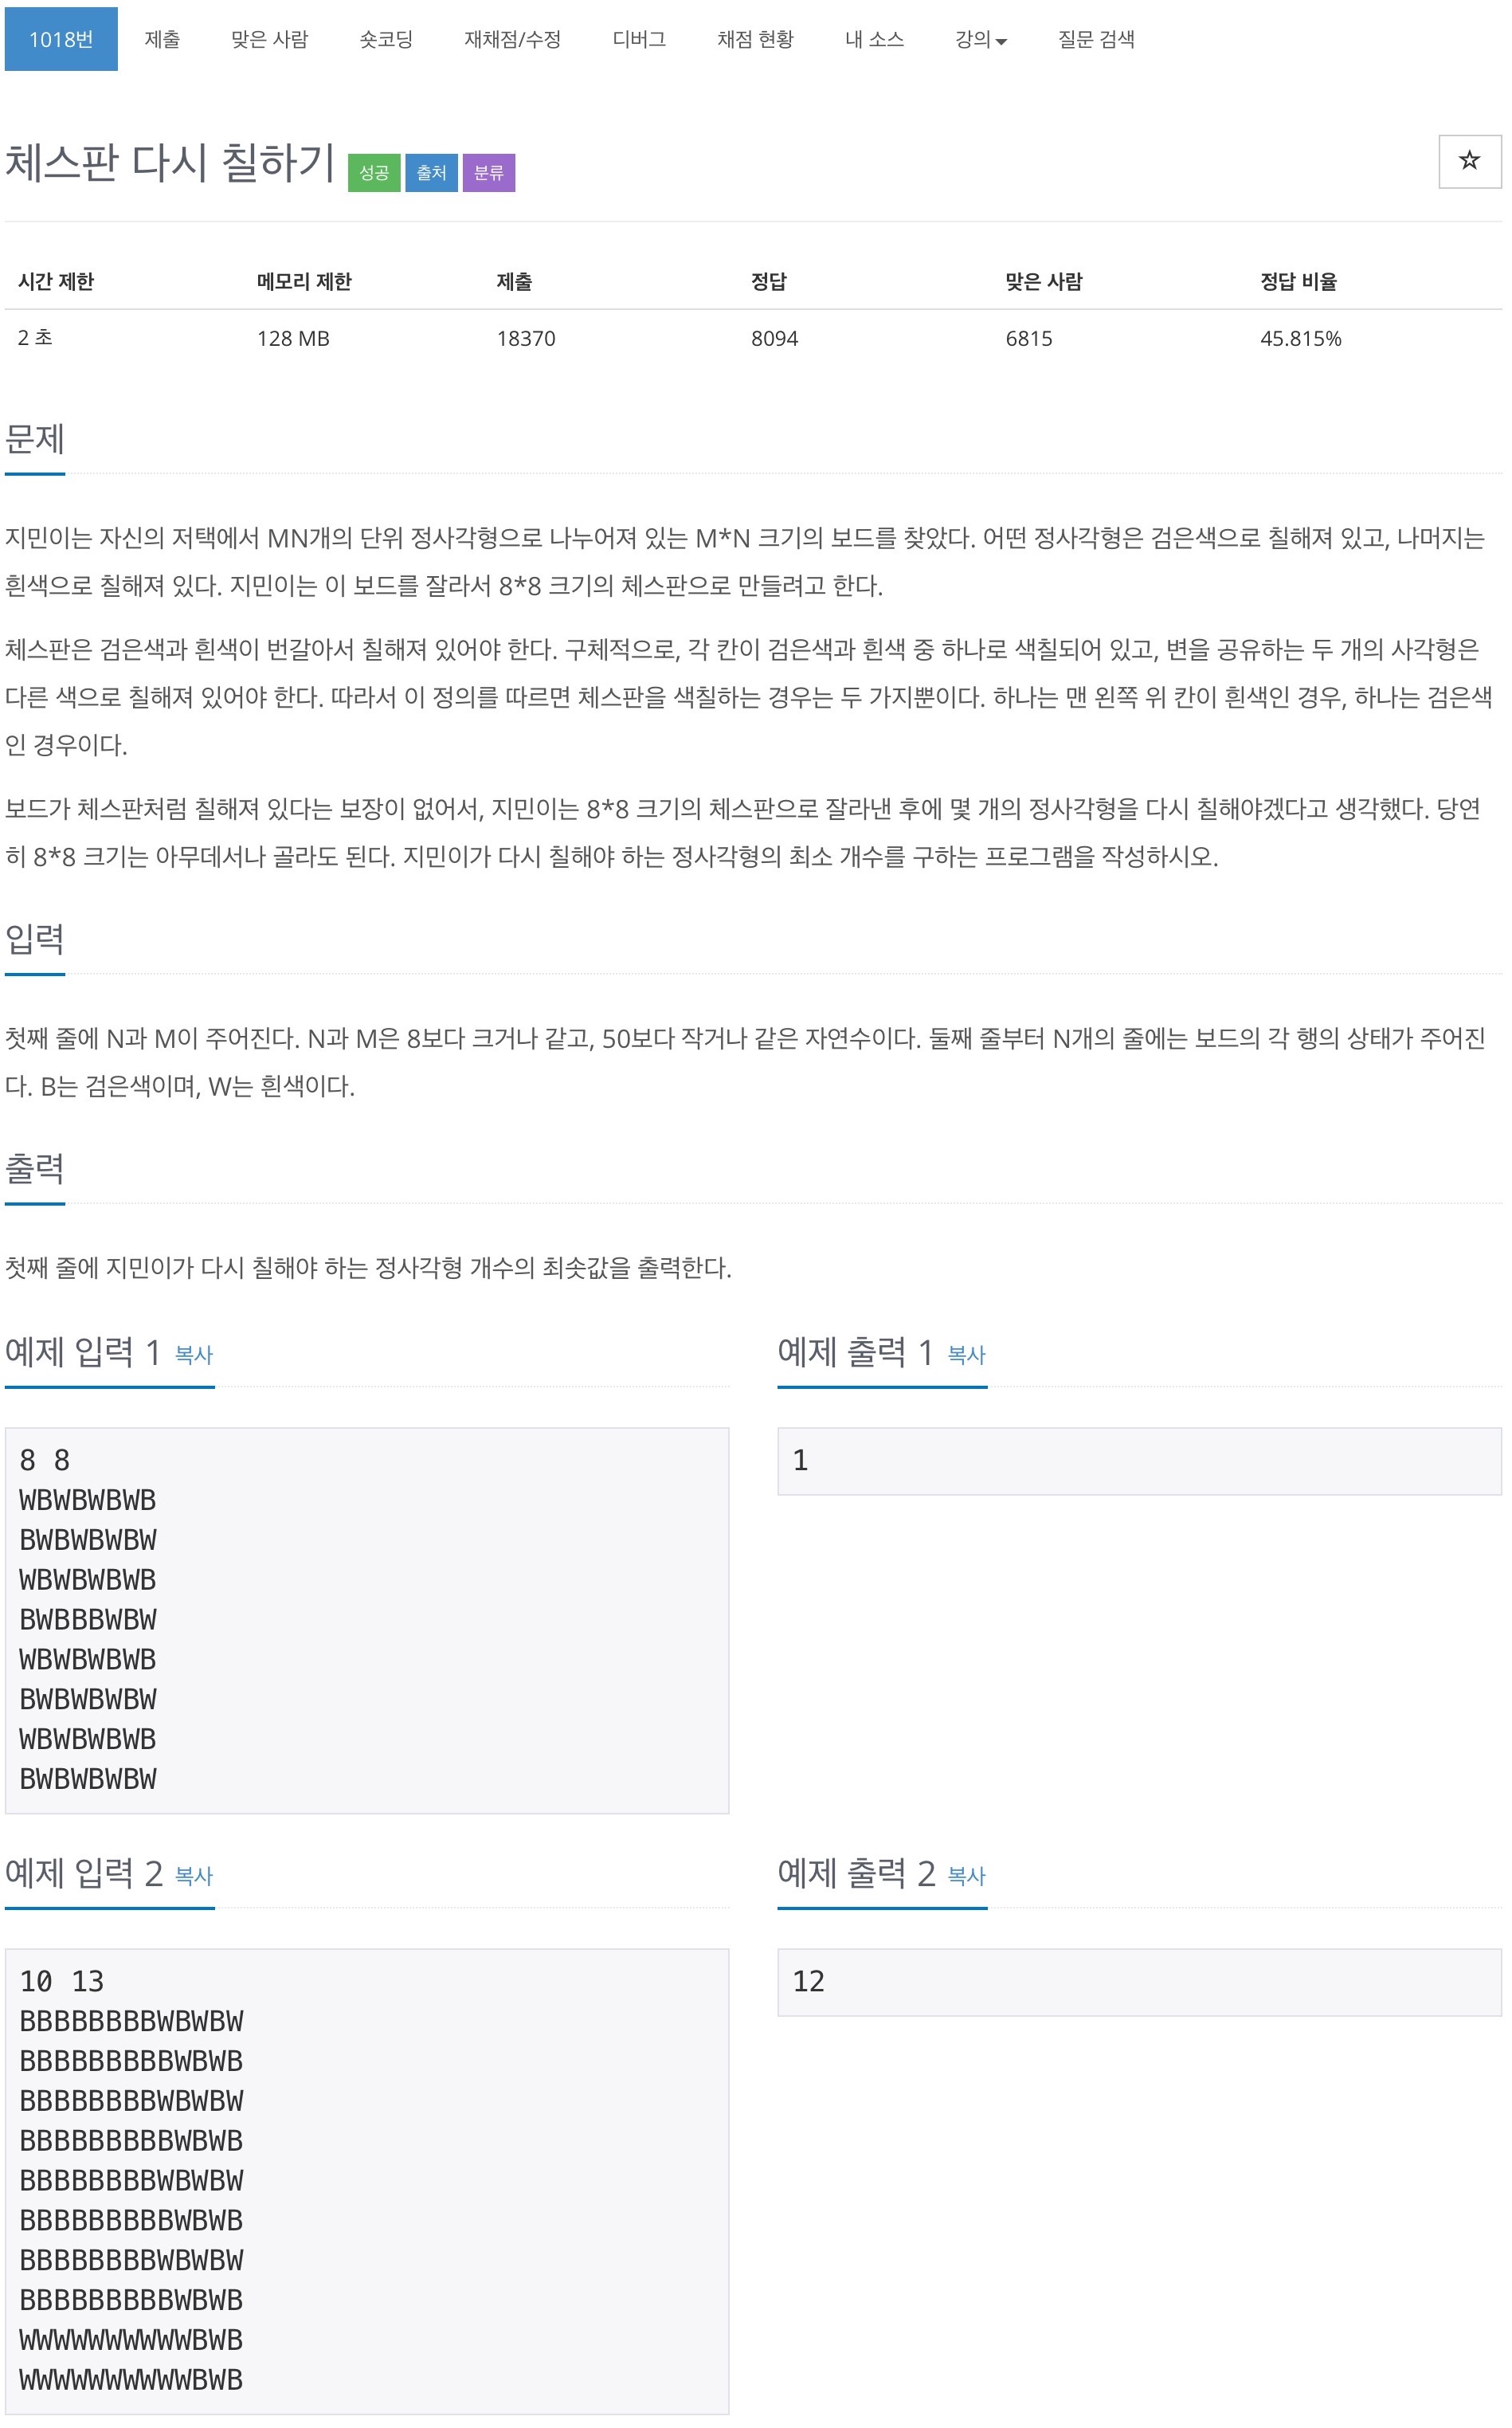 1018번 제출 맞은 사람 숏코딩 재채점/수정 디버그 채점 현황 내 소스 강의 질문 검색
체스판 다시 칠하기 성공 출처 분류
시간 제한 메모리 제한 제출 정답 맞은 사람 정답 비율
2 초 128 MB 18370 8094 6815 45.815%
문제
지민이는 자신의 저택에서 MN개의 단위 정사각형으로 나누어져 있는 M*N 크기의 보드를 찾았다. 어떤 정사각형은 검은색으로 칠해져 있고, 나머지는
흰색으로 칠해져 있다. 지민이는 이 보드를 잘라서 8*8 크기의 체스판으로 만들려고 한다.
체스판은 검은색과 흰색이 번갈아서 칠해져 있어야 한다. 구체적으로, 각 칸이 검은색과 흰색 중 하나로 색칠되어 있고, 변을 공유하는 두 개의 사각형은
다른 색으로 칠해져 있어야 한다. 따라서 이 정의를 따르면 체스판을 색칠하는 경우는 두 가지뿐이다. 하나는 맨 왼쪽 위 칸이 흰색인 경우, 하나는 검은색
인 경우이다.
보드가 체스판처럼 칠해져 있다는 보장이 없어서, 지민이는 8*8 크기의 체스판으로 잘라낸 후에 몇 개의 정사각형을 다시 칠해야겠다고 생각했다. 당연
히 8*8 크기는 아무데서나 골라도 된다. 지민이가 다시 칠해야 하는 정사각형의 최소 개수를 구하는 프로그램을 작성하시오.
입력
첫째 줄에 N과 M이 주어진다. N과 M은 8보다 크거나 같고, 50보다 작거나 같은 자연수이다. 둘째 줄부터 N개의 줄에는 보드의 각 행의 상태가 주어진
다. B는 검은색이며, W는 흰색이다.
출력
첫째 줄에 지민이가 다시 칠해야 하는 정사각형 개수의 최솟값을 출력한다.
예제 입력 1 복사
8 8
WBWBWBWB
BWBWBWBW
WBWBWBWB
BWBBBWBW
WBWBWBWB
BWBWBWBW
WBWBWBWB
BWBWBWBW
예제 출력 1 복사
1
예제 입력 2 복사
10 13
BBBBBBBBWBWBW
BBBBBBBBBWBWB
BBBBBBBBWBWBW
BBBBBBBBBWBWB
BBBBBBBBWBWBW
BBBBBBBBBWBWB
BBBBBBBBWBWBW
BBBBBBBBBWBWB
WWWWWWWWWWBWB
WWWWWWWWWWBWB
예제 출력 2 복사
12